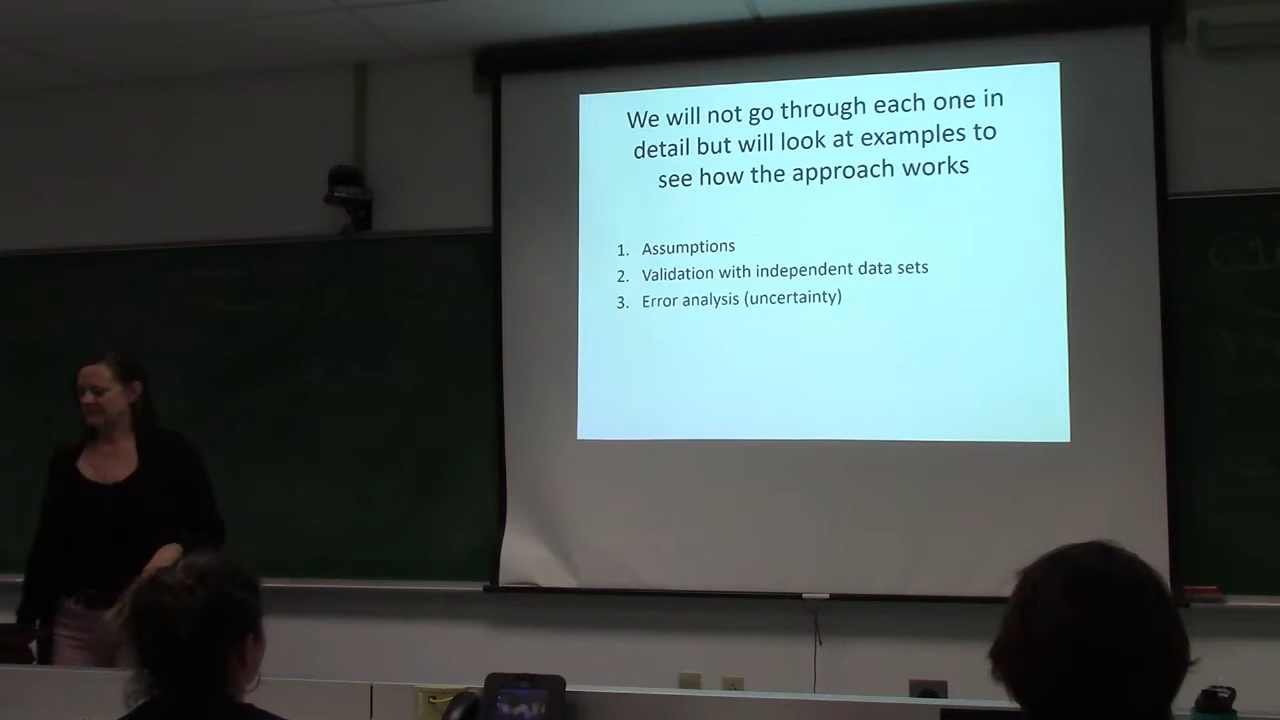 We will not go through each one in
detail but will look at examples to
see how the approach works
1. Assumptions
2. Validation with independent data sets
3. Error analysis (uncertainty)